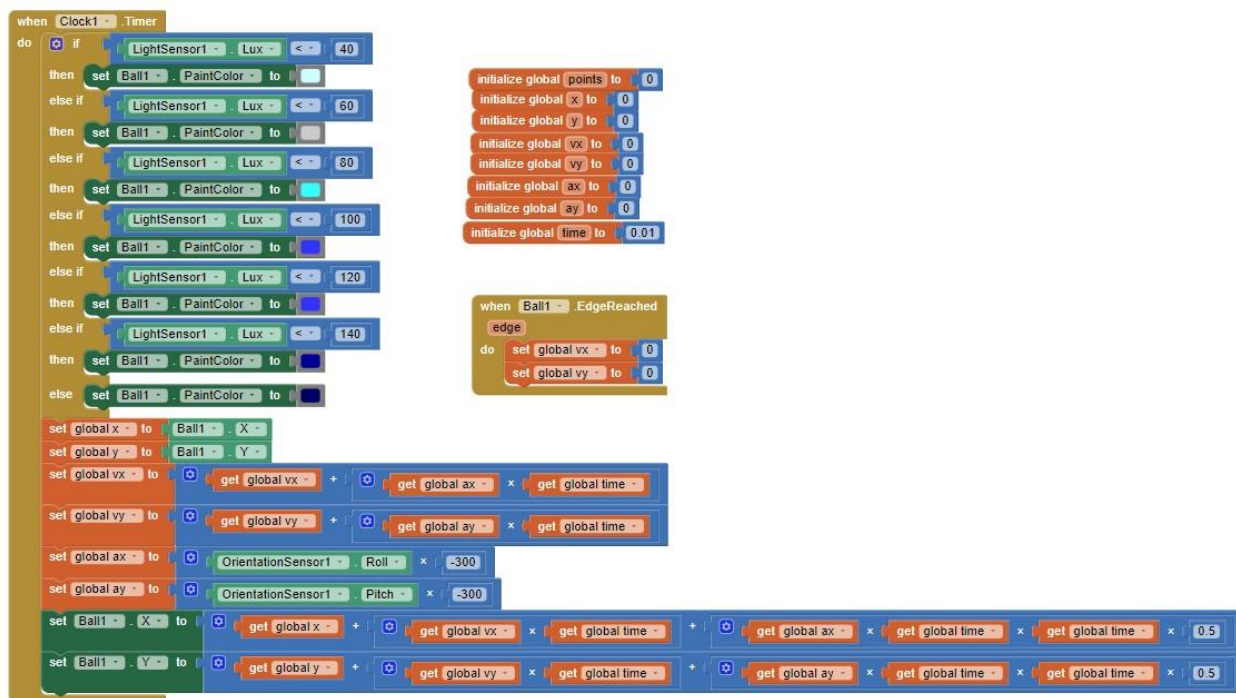 when Clock1 .Timer
do if LightSensor1 . Lux < 40
then set Ball1 . PaintColor to
else if LightSensor1 . Lux < 60
then set Ball1 . PaintColor to
else if LightSensor1 . Lux < 80
then set Ball1 . PaintColor to
else if LightSensor1 . Lux < 100
then set Ball1 . PaintColor to
else if LightSensor1 . Lux < 120
then set Ball1 . PaintColor to
else if LightSensor1 . Lux < 140
then set Ball1 . PaintColor to
else set Ball1 . PaintColor to
set global x to Ball1 . X
set global y to Ball1 . Y
set global vx to get global vx + get global ax × get global time
set global vy to get global vy + get global ay × get global time
set global ax to OrientationSensor1 . Roll × -300
set global ay to OrientationSensor1 . Pitch × -300
set Ball1 . X to get global x + get global vx × get global time + get global ax × get global time × get global time × 0.5
set Ball1 . Y to get global y + get global vy × get global time + get global ay × get global time × get global time × 0.5
initialize global points to 0
initialize global x to 0
initialize global y to 0
initialize global vx to 0
initialize global vy to 0
initialize global ax to 0
initialize global ay to 0
initialize global time to 0.01
when Ball1 .EdgeReached
edge
do set global vx to 0
set global vy to 0